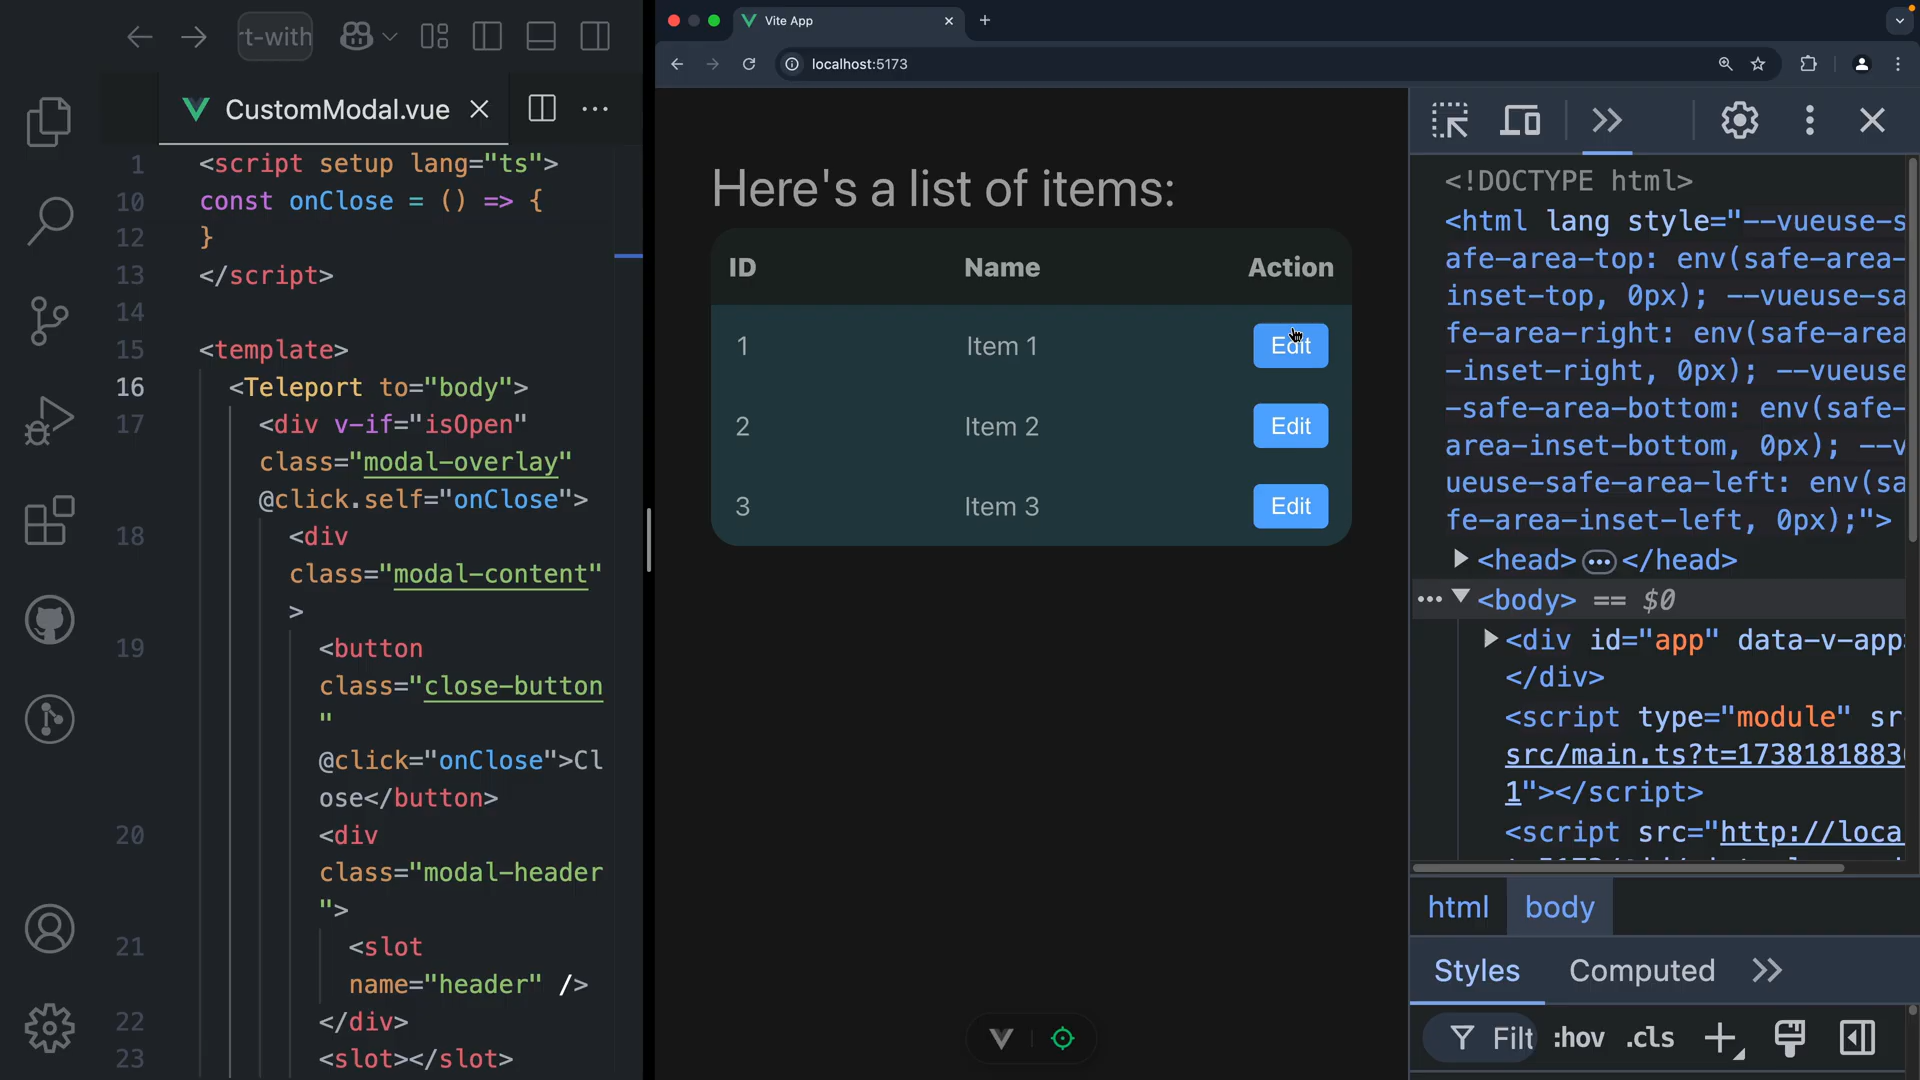 t-with
CustomModal.vue
1 <script setup lang="ts">
10 const onClose = () => {
12 }
13 </script>
14
15 <template>
16 <Teleport to="body">
17 <div v-if="isOpen"
class="modal-overlay"
@click.self="onClose">
18 <div
class="modal-content"
>
19 <button
class="close-button
"
@click="onClose">Cl
ose</button>
20 <div
class="modal-header
">
21 <slot
name="header" />
22 </div>
23 <slot></slot>
Vite App
localhost:5173
Here's a list of items:
ID Name Action
1 Item 1 Edit
2 Item 2 Edit
3 Item 3 Edit
<!DOCTYPE html>
<html lang style="--vueuse-s
afe-area-top: env(safe-area-
inset-top, 0px); --vueuse-sa
fe-area-right: env(safe-area
-inset-right, 0px); --vueuse
-safe-area-bottom: env(safe-
area-inset-bottom, 0px); --v
ueuse-safe-area-left: env(sa
fe-area-inset-left, 0px);">
<head> </head>
<body> == $0
<div id="app" data-v-app
</div>
<script type="module" sr
src/main.ts?t=1738181883
1"></script>
<script src="http://loca
html body
Styles Computed
Filt :hov .cls